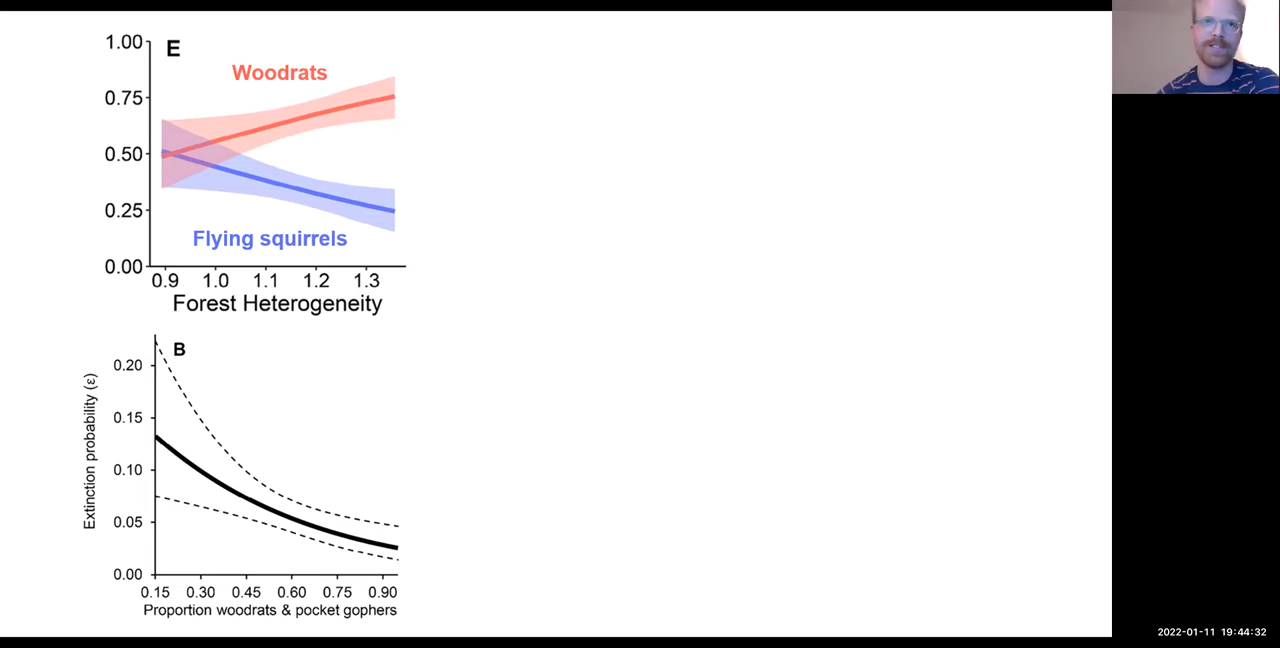 E
1.00
Woodrats
0.75
0.50
0.25
Flying squirrels
0.00
0.9 1.0 1.1 1.2 1.3
Forest Heterogeneity
B
0.20
0.15
0.10
0.05
0.00
Extinction probability (ε)
0.15 0.30 0.45 0.60 0.75 0.90
Proportion woodrats & pocket gophers
2022-01-11 19:44:32